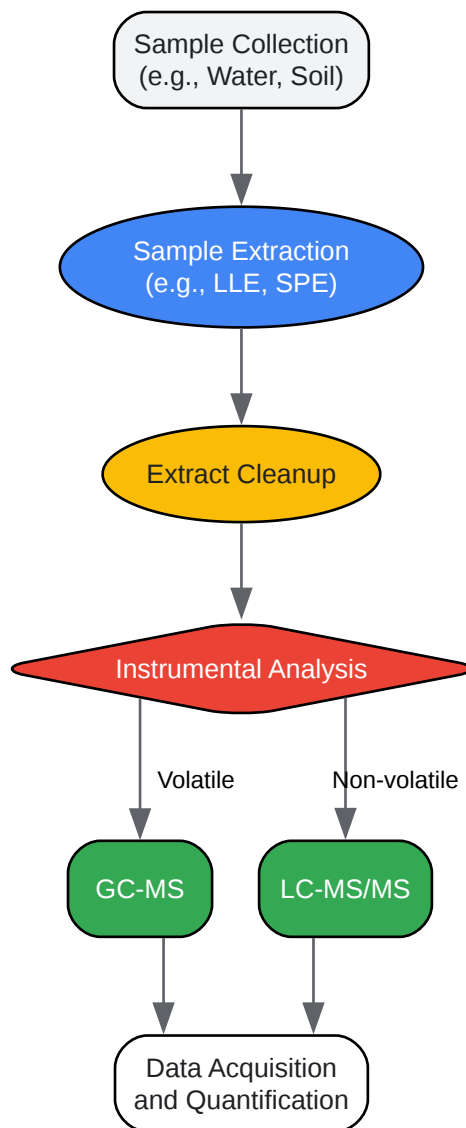 Sample Collection
(e.g., Water, Soil)
Sample Extraction
(e.g., LLE, SPE)
Extract Cleanup
Instrumental Analysis
Volatile
Non-volatile
GC-MS
LC-MS/MS
Data Acquisition
and Quantification